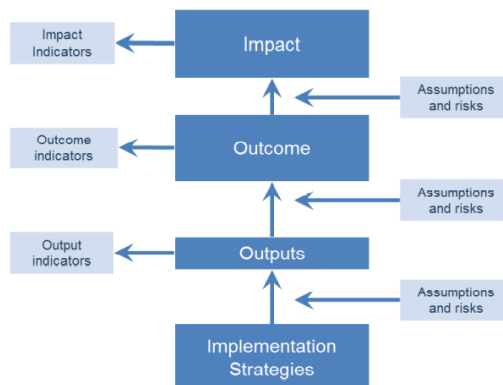 Impact
Indicators
Impact
Assumptions
and risks
Outcome
indicators
Outcome
Assumptions
and risks
Output
indicators
Outputs
Assumptions
and risks
Implementation
Strategies